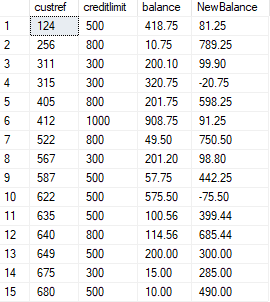 custref creditlimit balance NewBalance
1 124 500 418.75 81.25
2 256 800 10.75 789.25
3 311 300 200.10 99.90
4 315 300 320.75 -20.75
5 405 800 201.75 598.25
6 412 1000 908.75 91.25
7 522 800 49.50 750.50
8 567 300 201.20 98.80
9 587 500 57.75 442.25
10 622 500 575.50 -75.50
11 635 500 100.56 399.44
12 640 800 114.56 685.44
13 649 500 200.00 300.00
14 675 300 15.00 285.00
15 680 500 10.00 490.00